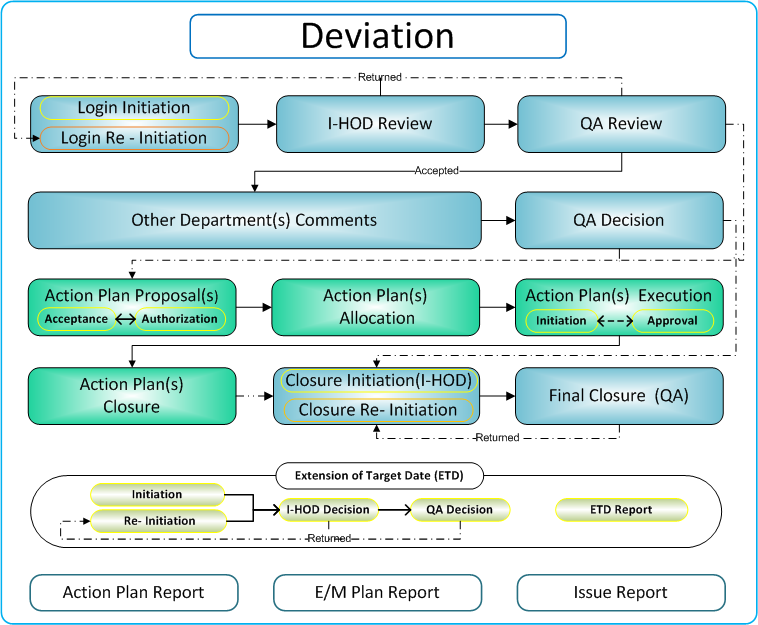 Deviation
Returned
Login Initiation
Login Re - Initiation
I-HOD Review
QA Review
Accepted
Other Department(s) Comments
QA Decision
Action Plan Proposal(s)
Acceptance
Authorization
Action Plan(s)
Allocation
Action Plan(s) Execution
Initiation
Approval
Action Plan(s)
Closure
Closure Initiation(I-HOD)
Closure Re- Initiation
Final Closure (QA)
Returned
Extension of Target Date (ETD)
Initiation
Re- Initiation
I-HOD Decision
QA Decision
ETD Report
Returned
Action Plan Report
E/M Plan Report
Issue Report